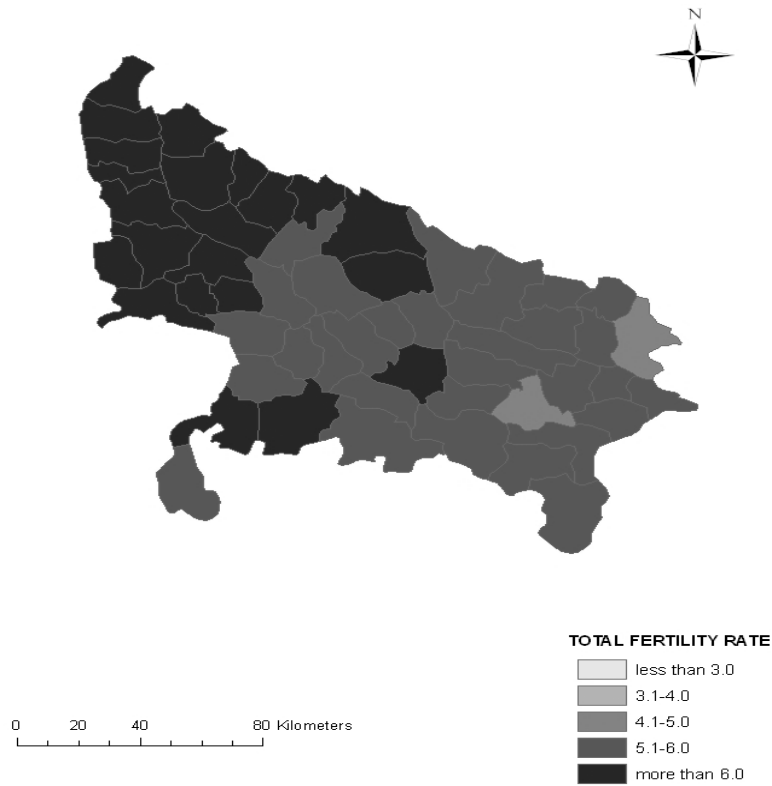 N
TOTAL FERTILITY RATE
less than 3.0
3.1-4.0
4.1-5.0
5.1-6.0
more than 6.0
0 20 40 80 Kilometers